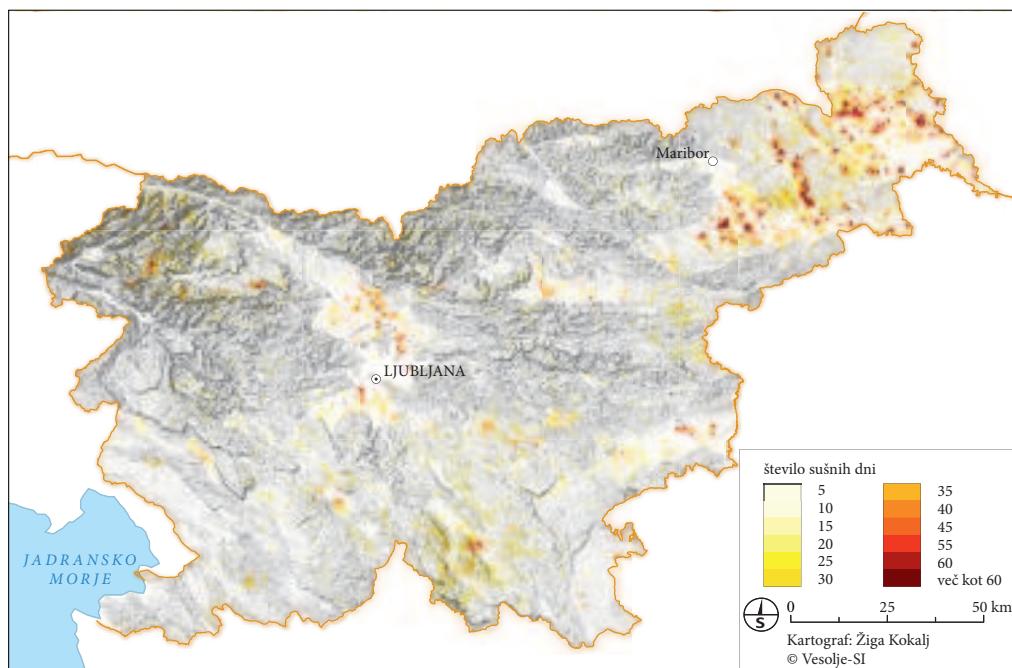 Maribor
LJUBLJANA
JADRANSKO
MORJE
število sušnih dni
5
10
15
20
25
30
35
40
45
55
60
več kot 60
S
0 25 50 km
Kartograf: Žiga Kokalj
© Vesolje-SI